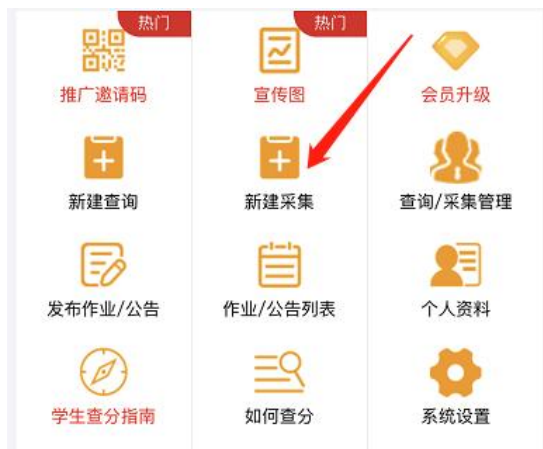 热门 热门
推广邀请码 宣传图 会员升级
新建查询 新建采集 查询/采集管理
发布作业/公告 作业/公告列表 个人资料
学生查分指南 如何查分 系统设置